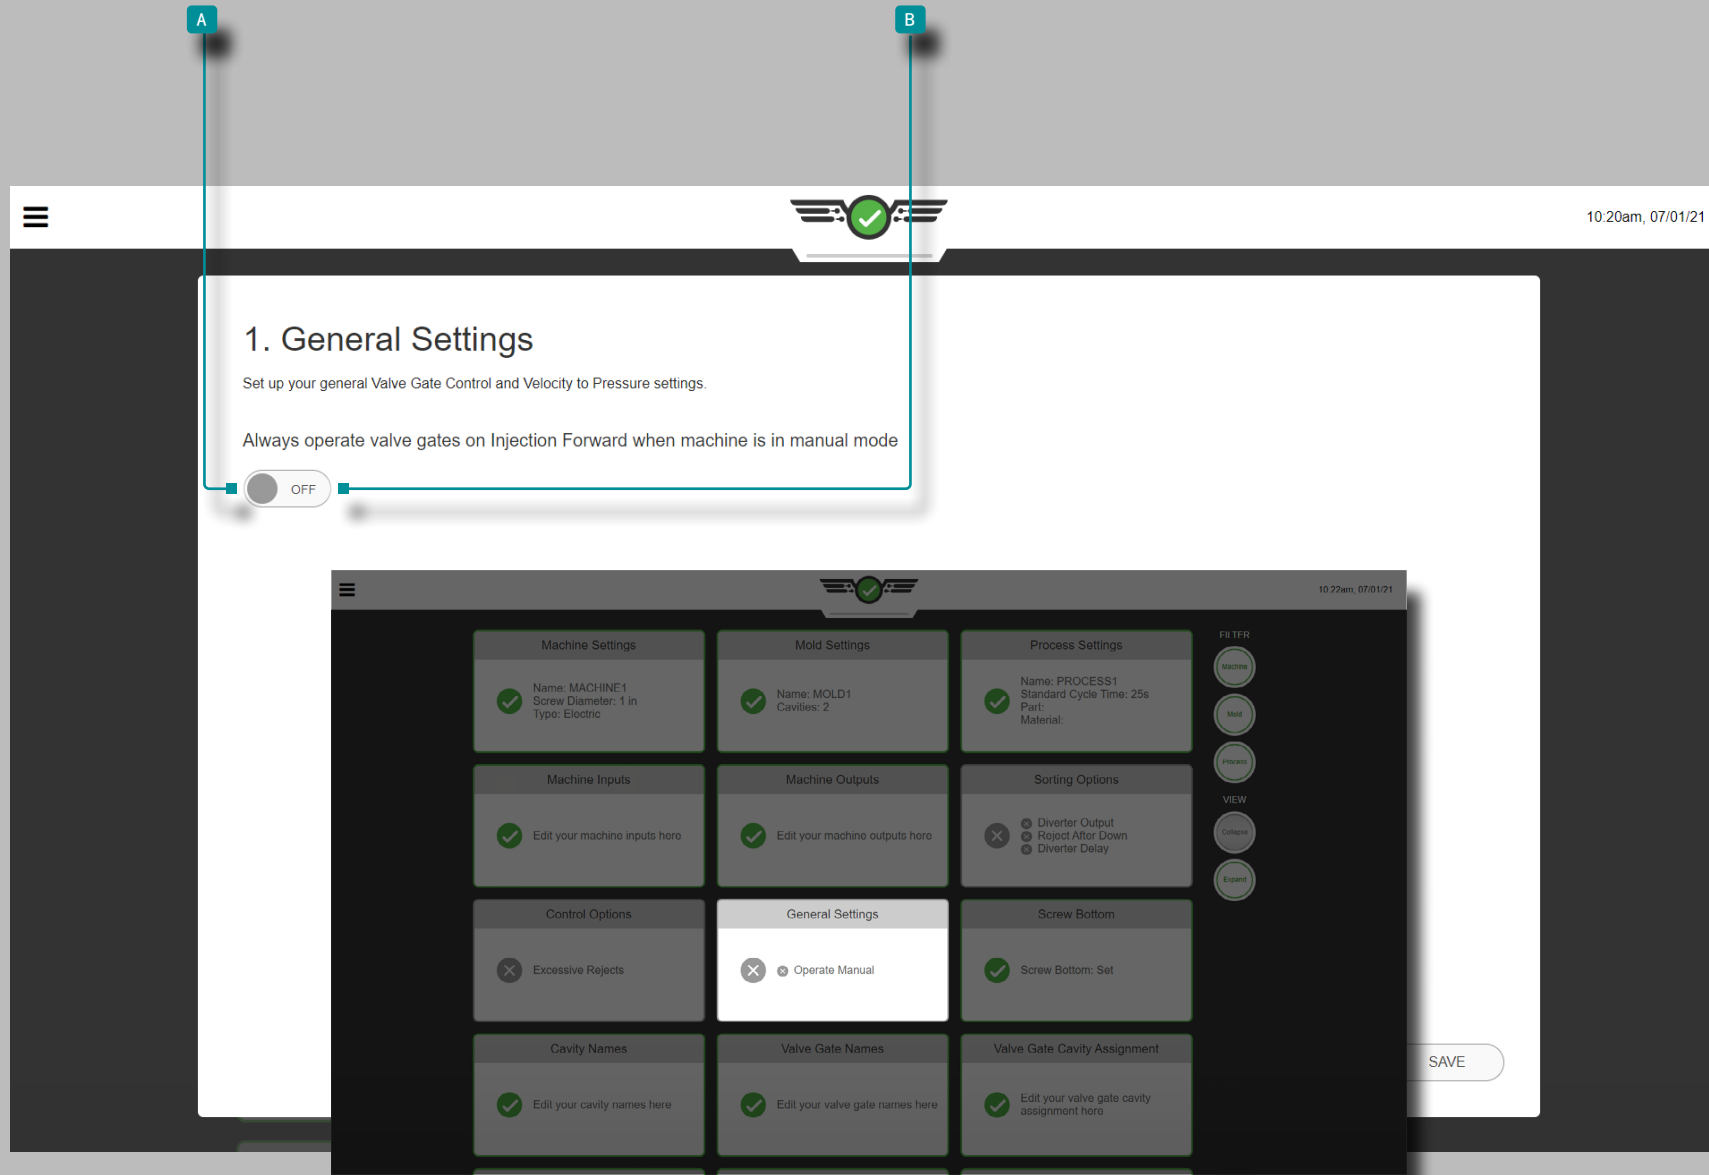 A
B
10:20am, 07/01/21
1. General Settings
Set up your general Valve Gate Control and Velocity to Pressure settings.
Always operate valve gates on Injection Forward when machine is in manual mode
OFF
10:22am, 07/01/21
Machine Settings
Name: MACHINE1
Screw Diameter: 1 in
Type: Electric
Mold Settings
Name: MOLD1
Cavities: 2
Process Settings
Name: PROCESS1
Standard Cycle Time: 25s
Part:
Material:
FILTER
Machine
Mold
Process
VIEW
Collapse
Expand
Machine Inputs
Edit your machine inputs here
Machine Outputs
Edit your machine outputs here
Sorting Options
Diverter Output
Reject After Down
Diverter Delay
Control Options
Excessive Rejects
General Settings
Operate Manual
Screw Bottom
Screw Bottom: Set
Cavity Names
Edit your cavity names here
Valve Gate Names
Edit your valve gate names here
Valve Gate Cavity Assignment
Edit your valve gate cavity
assignment here
SAVE